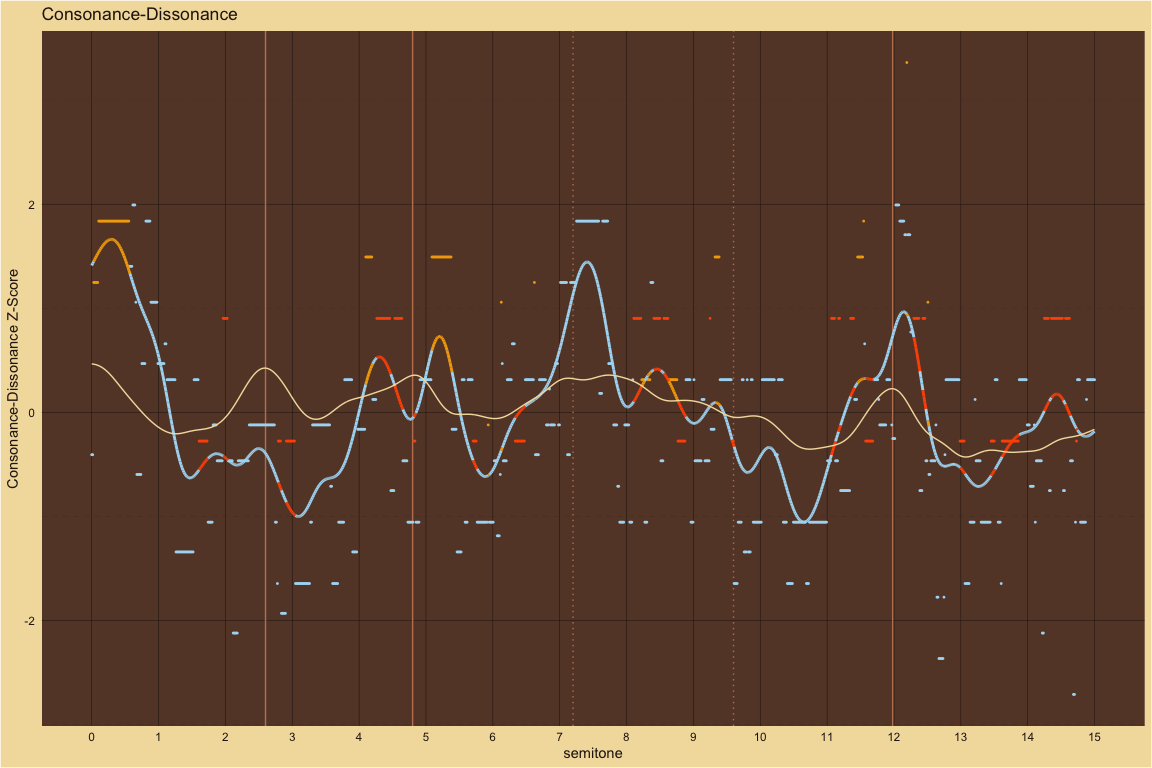 Consonance-Dissonance
Consonance-Dissonance Z-Score
2
0
-2
0 1 2 3 4 5 6 7 8 9 10 11 12 13 14 15
semitone